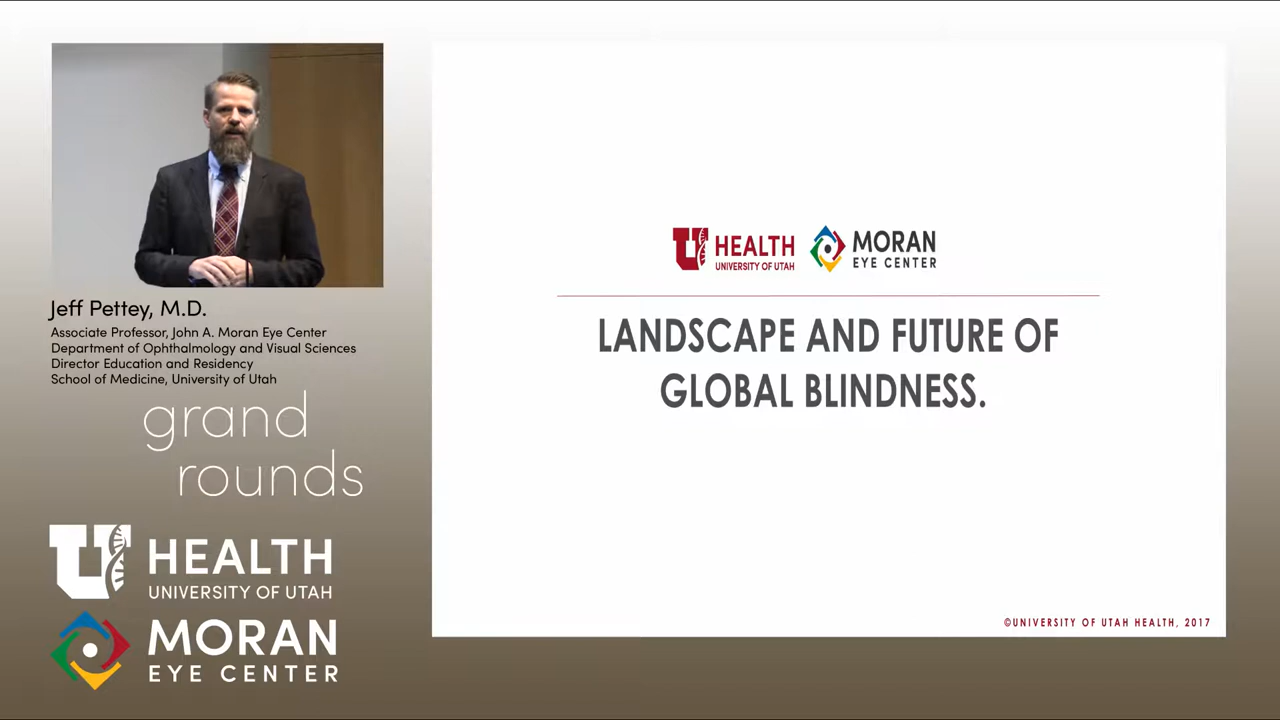 Jeff Pettey, M.D.
Associate Professor, John A. Moran Eye Center
Department of Ophthalmology and Visual Sciences
Director Education and Residency
School of Medicine, University of Utah
grand
rounds
U HEALTH
UNIVERSITY OF UTAH
MORAN
EYE CENTER
U HEALTH
UNIVERSITY OF UTAH
MORAN
EYE CENTER
LANDSCAPE AND FUTURE OF
GLOBAL BLINDNESS.
©UNIVERSITY OF UTAH HEALTH, 2017